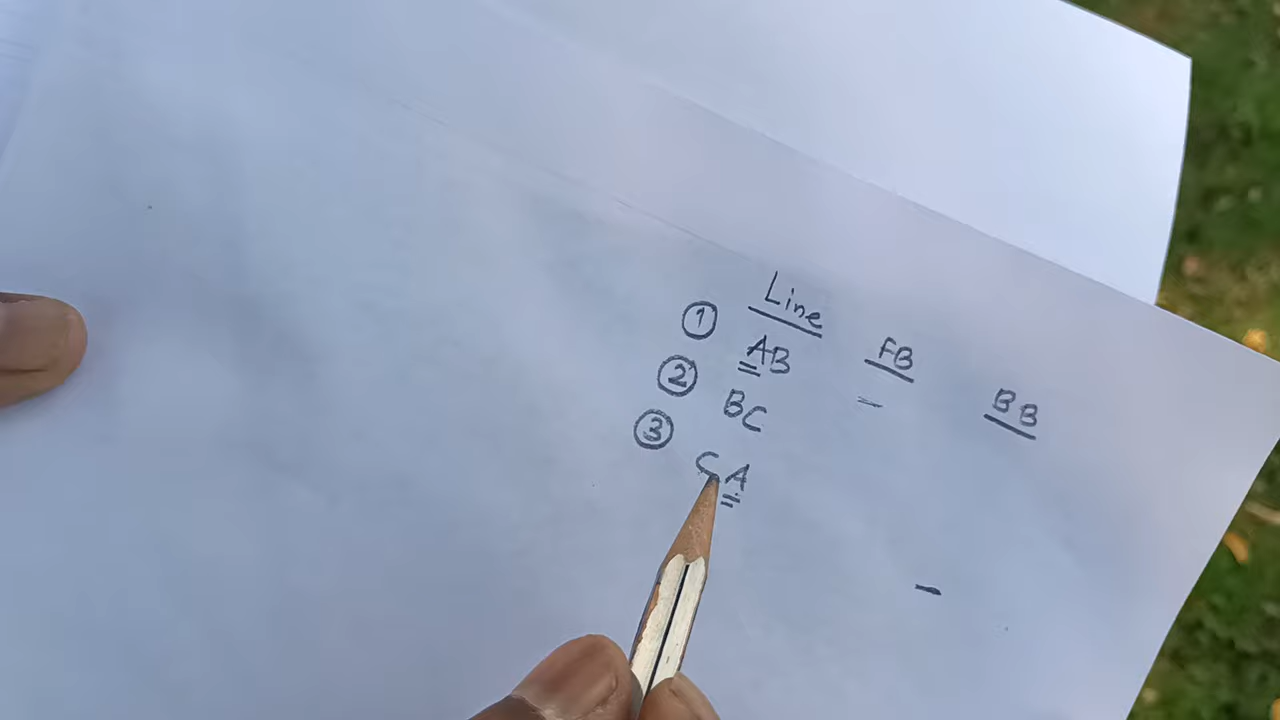 Line FB BB
① AB =
② BC
③ CA